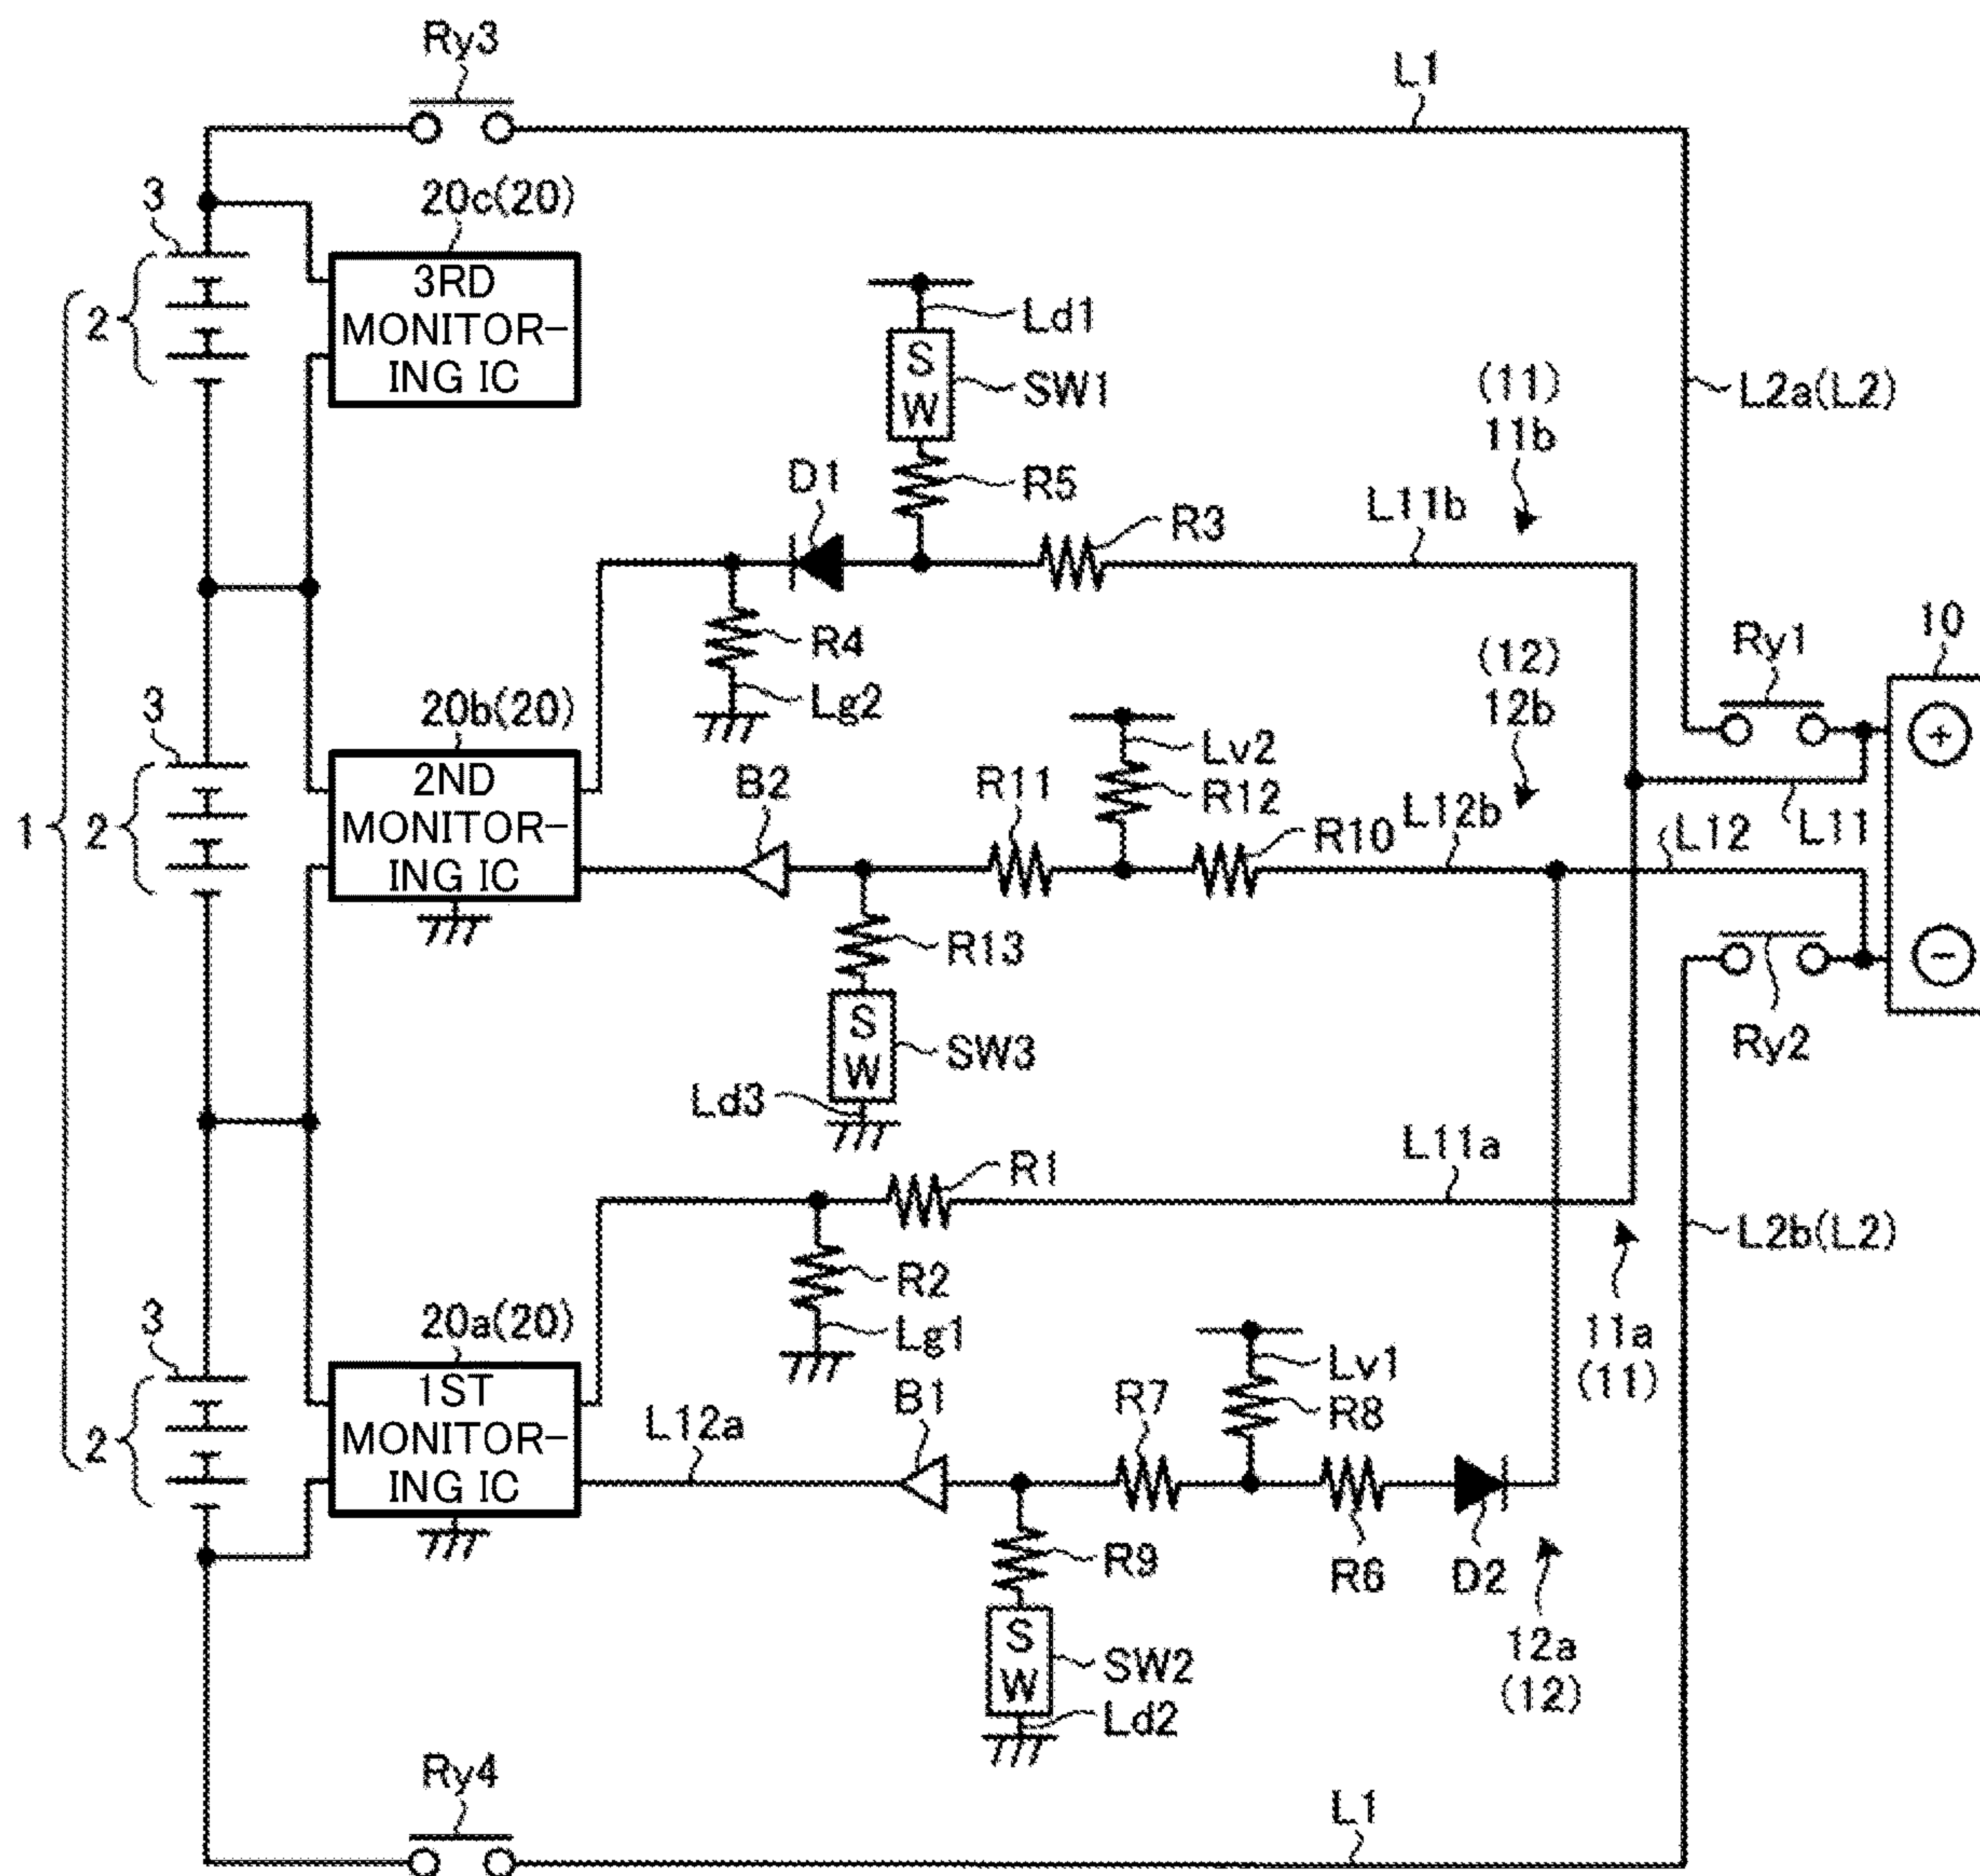 Ry3
L1
20c(20)
3
3RD
MONITOR-
ING IC
2
Ld1
S
W
SW1
(11)
11b
L2a(L2)
D1
R5
L11b
R3
R4
Lg2
(12)
12b
Ry1
10
3
20b(20)
Lv2
+
2ND
MONITOR-
ING IC
B2
R11
R12
L12b
R10
L11
L12
1
2
R13
−
S
W
SW3
Ry2
Ld3
L11a
R1
L2b(L2)
R2
3
20a(20)
Lg1
11a
(11)
1ST
MONITOR-
ING IC
Lv1
B1
R7
R8
L12a
2
R9
R6
D2
S
W
SW2
12a
(12)
Ld2
Ry4
L1